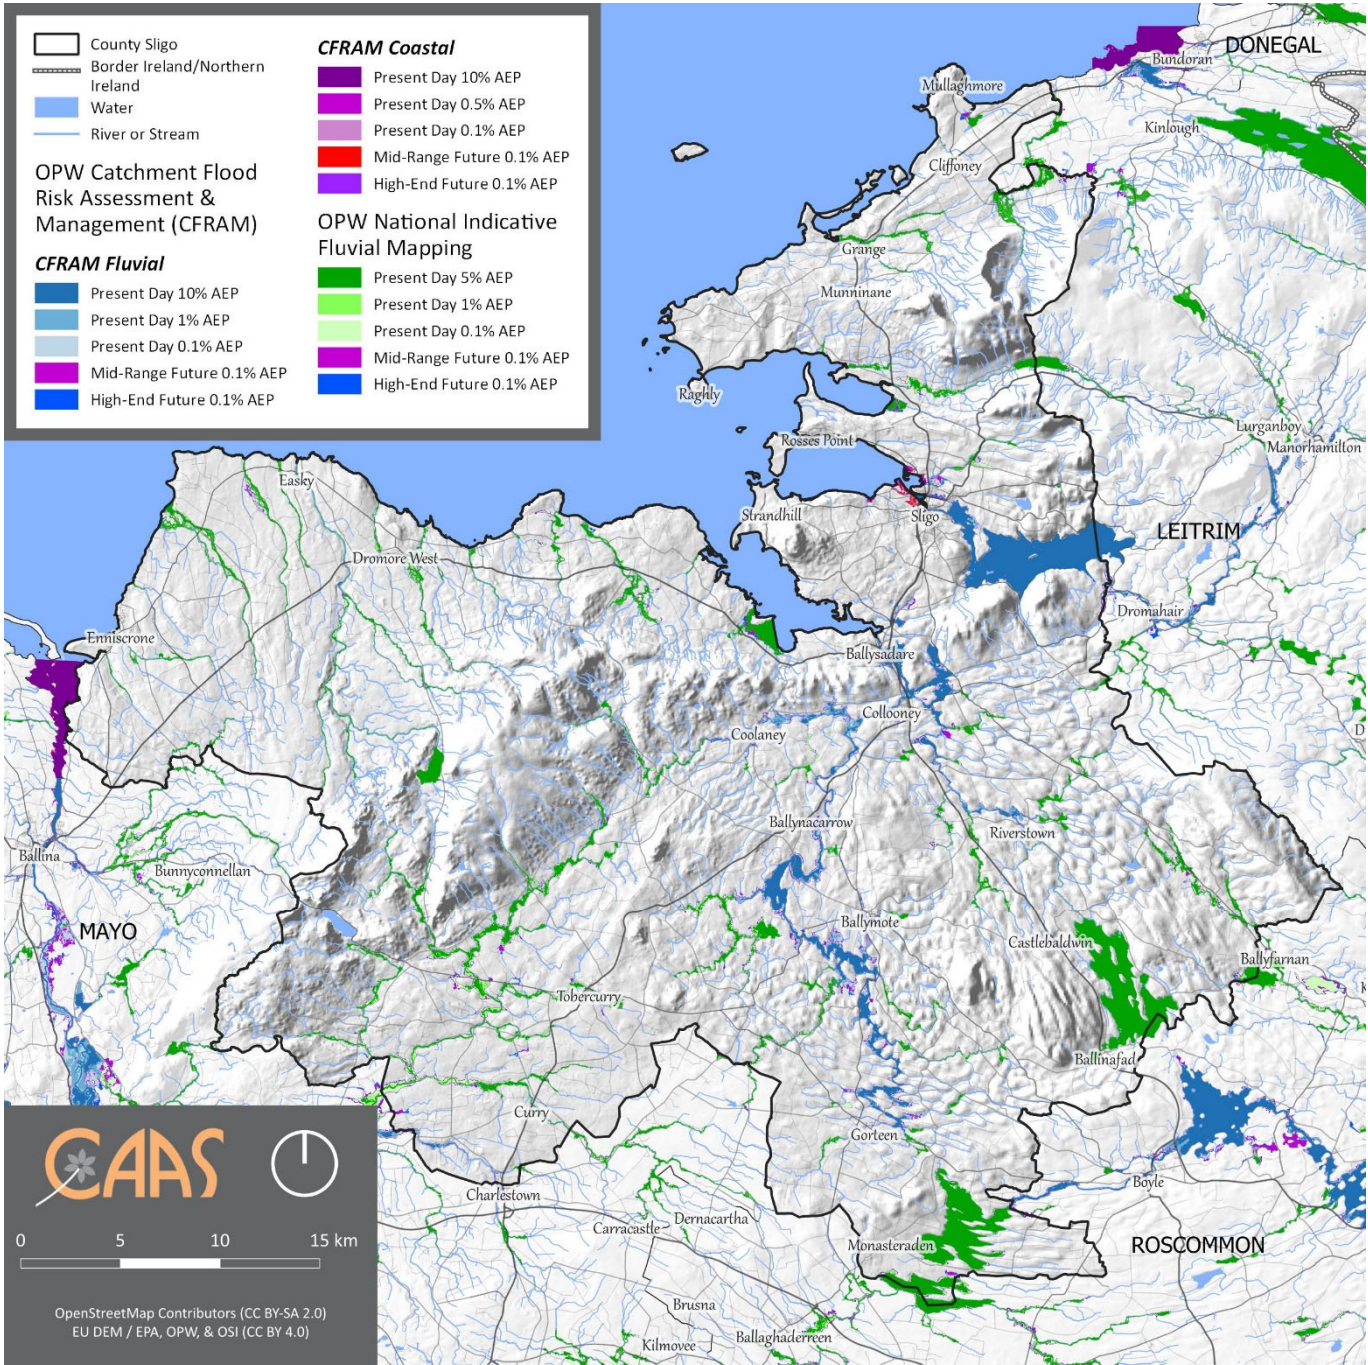 County Sligo
Border Ireland/Northern
Ireland
Water
River or Stream
OPW Catchment Flood
Risk Assessment &
Management (CFRAM)
CFRAM Fluvial
Present Day 10% AEP
Present Day 1% AEP
Present Day 0.1% AEP
Mid-Range Future 0.1% AEP
High-End Future 0.1% AEP
CFRAM Coastal
Present Day 10% AEP
Present Day 0.5% AEP
Present Day 0.1% AEP
Mid-Range Future 0.1% AEP
High-End Future 0.1% AEP
OPW National Indicative
Fluvial Mapping
Present Day 5% AEP
Present Day 1% AEP
Present Day 0.1% AEP
Mid-Range Future 0.1% AEP
High-End Future 0.1% AEP
DONEGAL
Bundoran
Mullaghmore
Kinlough
Cliffoney
Grange
Munninane
Raghly
Lurganboy
Rosses Point
Manorhamilton
Easky
Strandhill
Sligo
LEITRIM
Dromore West
Dromahair
Enniscrone
Ballysadare
Collooney
Coolaney
Ballynacarrow
Riverstown
Ballina
Bunnyconnellan
MAYO
Ballymote
Castlebaldwin
Ballyfarnan
Tobercurry
Ballinafad
Curry
Gorteen
Boyle
Charlestown
Dernacartha
Carracastle
Monasteraden
ROSCOMMON
Brusna
Ballaghaderreen
Kilmovee
CAAS
0 5 10 15 km
OpenStreetMap Contributors (CC BY-SA 2.0)
EU DEM / EPA, OPW, & OSI (CC BY 4.0)